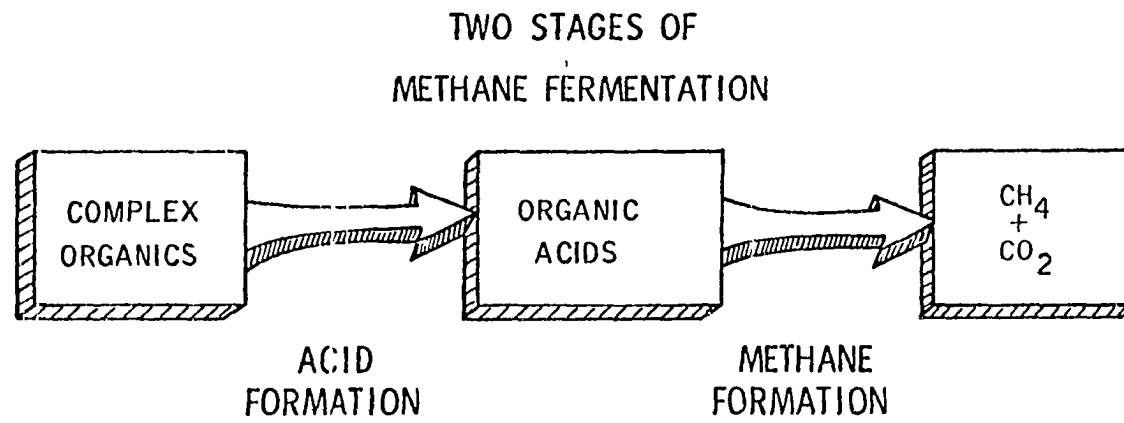 TWO STAGES OF
METHANE FERMENTATION
COMPLEX
ORGANICS
ORGANIC
ACIDS
CH4
+
CO2
ACID
FORMATION
METHANE
FORMATION